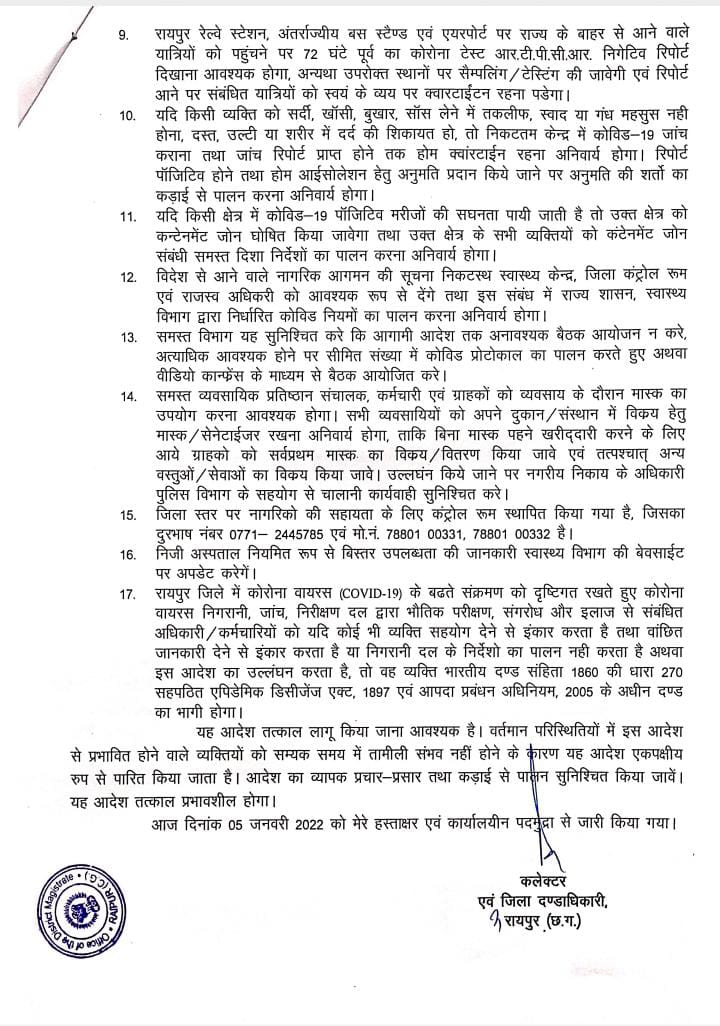 9. रायपुर रेल्वे स्टेशन, अंतर्राज्यीय बस स्टैण्ड एवं एयरपोर्ट पर राज्य के बाहर से आने वाले
यात्रियों को पहुंचने पर 72 घंटे पूर्व का कोरोना टेस्ट आर.टी.पी.सी.आर. निगेटिव रिपोर्ट
दिखाना आवश्यक होगा, अन्यथा उपरोक्त स्थानों पर सैम्पलिंग/टेस्टिंग की जावेगी एवं रिपोर्ट
आने पर संबंधित यात्रियों को स्वयं के व्यय पर क्वारटाईटन रहना पडेगा।
10. यदि किसी व्यक्ति को सर्दी, खॉसी, बुखार, सॉस लेने में तकलीफ, स्वाद या गंध महसुस नही
होना, दस्त, उल्टी या शरीर में दर्द की शिकायत हो, तो निकटतम केन्द्र में कोविड–19 जांच
कराना तथा जांच रिपोर्ट प्राप्त होने तक होम क्वांरटाईन रहना अनिवार्य होगा। रिपोर्ट
पॉजिटिव होने तथा होम आईसोलेशन हेतु अनुमति प्रदान किये जाने पर अनुमति की शर्तो का
कड़ाई से पालन करना अनिवार्य होगा।
11. यदि किसी क्षेत्र में कोविड–19 पॉजिटिव मरीजों की सघनता पायी जाती है तो उक्त क्षेत्र को
कन्टेनमेंट जोन घोषित किया जावेगा तथा उक्त क्षेत्र के सभी व्यक्तियों को कंटेनमेंट जोन
संबंधी समस्त दिशा निर्देशों का पालन करना अनिवार्य होगा।
12. विदेश से आने वाले नागरिक आगमन की सूचना निकटस्थ स्वास्थ्य केन्द्र, जिला कंट्रोल रूम
एवं राजस्व अधिकरी को आवश्यक रूप से देंगे तथा इस संबंध में राज्य शासन, स्वास्थ्य
विभाग द्वारा निर्धारित कोविड नियमों का पालन करना अनिवार्य होगा।
13. समस्त विभाग यह सुनिश्चित करे कि आगामी आदेश तक अनावश्यक बैठक आयोजन न करे,
अत्याधिक आवश्यक होने पर सीमित संख्या में कोविड प्रोटोकाल का पालन करते हुए अथवा
वीडियो कान्फ्रेंस के माध्यम से बैठक आयोजित करे।
14. समस्त व्यवसायिक प्रतिष्ठान संचालक, कर्मचारी एवं ग्राहकों को व्यवसाय के दौरान मास्क का
उपयोग करना आवश्यक होगा। सभी व्यवसायियों को अपने दुकान/संस्थान में विक्रय हेतु
मास्क/सेनेटाईजर रखना अनिवार्य होगा, ताकि बिना मास्क पहने खरीददारी करने के लिए
आये ग्राहको को सर्वप्रथम मास्क का विक्रय/वितरण किया जावे एवं तत्पश्चात् अन्य
वस्तुओं/सेवाओं का विक्रय किया जावे। उल्लघंन किये जाने पर नगरीय निकाय के अधिकारी
पुलिस विभाग के सहयोग से चालानी कार्यवाही सुनिश्चित करे।
15. जिला स्तर पर नागरिको की सहायता के लिए कंट्रोल रूम स्थापित किया गया है, जिसका
दुरभाष नंबर 0771– 2445785 एवं मो.नं. 78801 00331, 78801 00332 है।
16. निजी अस्पताल नियमित रूप से बिस्तर उपलब्धता की जानकारी स्वास्थ्य विभाग की बेवसाईट
पर अपडेट करेगें।
17. रायपुर जिले में कोरोना वायरस (COVID-19) के बढते संक्रमण को दृष्टिगत रखते हुए कोरोना
वायरस निगरानी, जांच, निरीक्षण दल द्वारा भौतिक परीक्षण, संगरोध और इलाज से संबंधित
अधिकारी/कर्मचारियों को यदि कोई भी व्यक्ति सहयोग देने से इंकार करता है तथा वांछित
जानकारी देने से इंकार करता है या निगरानी दल के निर्देशो का पालन नही करता है अथवा
इस आदेश का उल्लंघन करता है, तो वह व्यक्ति भारतीय दण्ड संहिता 1860 की धारा 270
सहपठित एपिडेमिक डिसीजेंज एक्ट, 1897 एवं आपदा प्रबंधन अधिनियम, 2005 के अधीन दण्ड
का भागी होगा।
यह आदेश तत्काल लागू किया जाना आवश्यक है। वर्तमान परिस्थितियों में इस आदेश
से प्रभावित होने वाले व्यक्तियों को सम्यक समय में तामीली संभव नहीं होने के कारण यह आदेश एकपक्षीय
रुप से पारित किया जाता है। आदेश का व्यापक प्रचार–प्रसार तथा कड़ाई से पालन सुनिश्चित किया जावें।
यह आदेश तत्काल प्रभावशील होगा।
आज दिनांक 05 जनवरी 2022 को मेरे हस्ताक्षर एवं कार्यालयीन पदमुद्रा से जारी किया गया।
कलेक्टर
एवं जिला दण्डाधिकारी,
रायपुर (छ.ग.)
Office of the District Magistrate • RAIPUR (C.G.) •